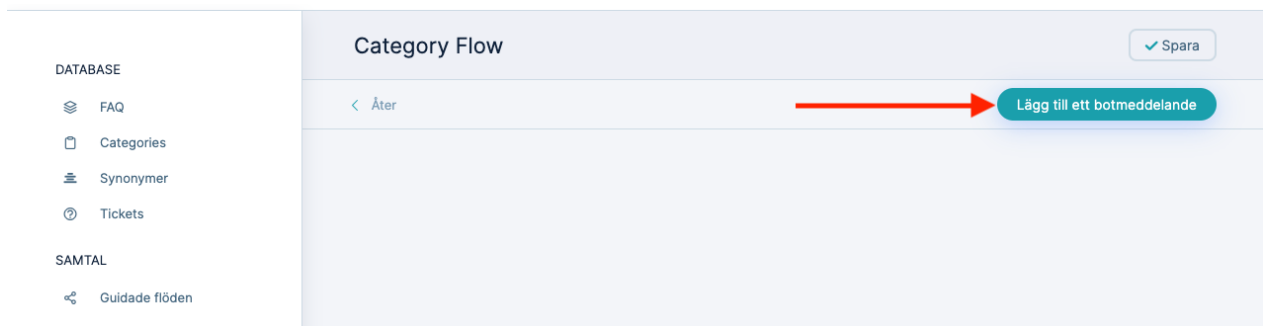 Category Flow
Spara
DATABASE
FAQ
Åter
Lägg till ett botmeddelande
Categories
Synonymer
Tickets
SAMTAL
Guidade flöden